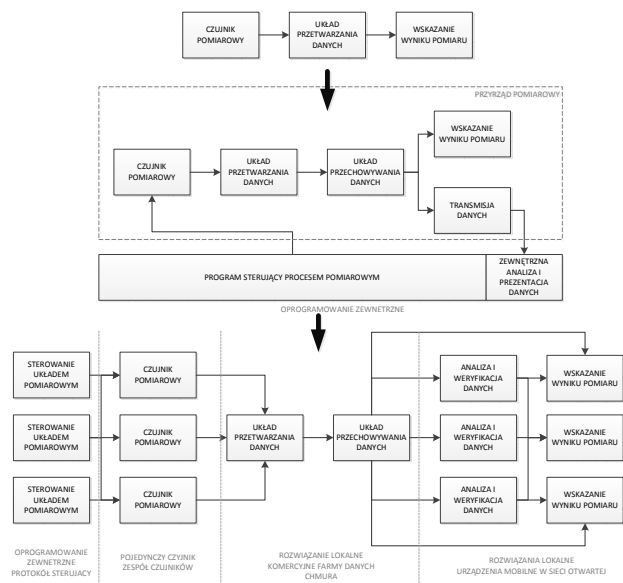 CZUJNIK
POMIAROWY
UKŁAD
PRZETWARZANIA
DANYCH
WSKAZANIE
WYNIKU POMIARU
PRZYRZĄD POMIAROWY
CZUJNIK
POMIAROWY
UKŁAD
PRZETWARZANIA
DANYCH
UKŁAD
PRZECHOWYWANIA
DANYCH
WSKAZANIE
WYNIKU POMIARU
TRANSMISJA
DANYCH
PROGRAM STERUJĄCY PROCESEM POMIAROWYM
ZEWNĘTRZNA
ANALIZA I
PREZENTACJA
DANYCH
OPROGRAMOWANIE ZEWNĘTRZNE
STEROWANIE
UKŁADEM
POMIAROWYM
CZUJNIK
POMIAROWY
ANALIZA I
WERYFIKACJA
DANYCH
WSKAZANIE
WYNIKU POMIARU
STEROWANIE
UKŁADEM
POMIAROWYM
CZUJNIK
POMIAROWY
UKŁAD
PRZETWARZANIA
DANYCH
UKŁAD
PRZECHOWYWANIA
DANYCH
ANALIZA I
WERYFIKACJA
DANYCH
WSKAZANIE
WYNIKU POMIARU
STEROWANIE
UKŁADEM
POMIAROWYM
CZUJNIK
POMIAROWY
ANALIZA I
WERYFIKACJA
DANYCH
WSKAZANIE
WYNIKU POMIARU
OPROGRAMOWANIE
ZEWNĘTRZNE
PROTOKÓŁ STERUJĄCY
POJEDYNCZY CZYJNIK
ZESPÓŁ CZUJNIKÓW
ROZWIĄZANIE LOKALNE
KOMERCYJNE FARMY DANYCH
CHMURA
ROZWIĄZANIA LOKALNE
URZĄDZENIA MOBILNE W SIECI OTWARTEJ